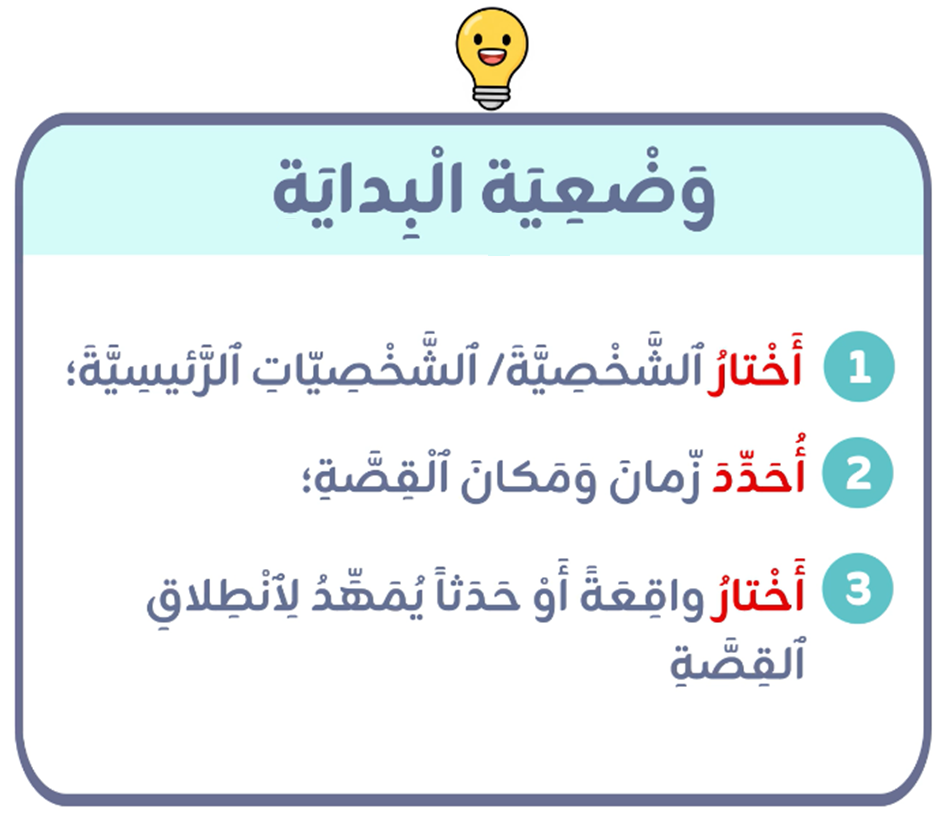 وَضْعِيَة الْبِدايَة
1 أَخْتارُ ٱلشَّخْصِيَّةَ/ ٱلشَّخْصِيّاتِ ٱلرَّئيسِيَّةَ؛
2 أُحَدِّدَ زّمانَ وَمَكانَ ٱلْقِصَّةِ؛
3 أَخْتارُ واقِعَةً أَوْ حَدَثاً يُمَهِّدُ لِٱنْطِلاقِ
ٱلقِصَّةِ